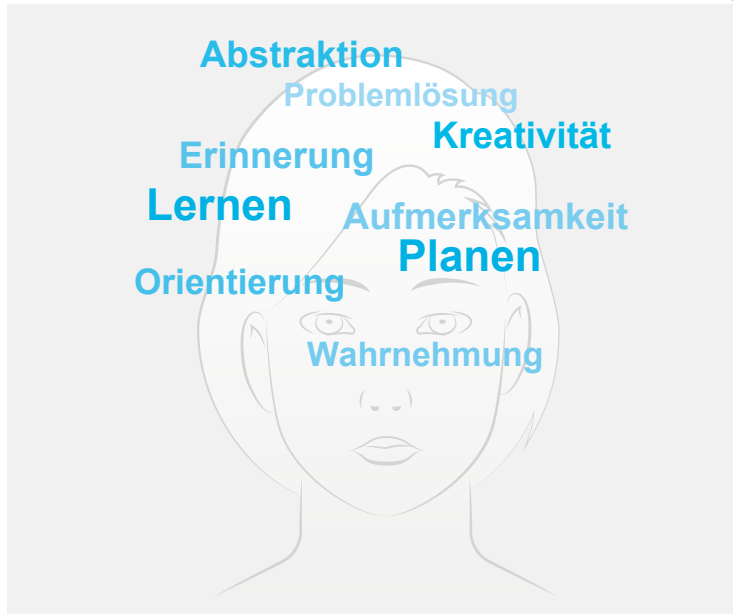 Abstraktion
Problemlösung
Kreativität
Erinnerung
Lernen
Aufmerksamkeit
Planen
Orientierung
Wahrnehmung